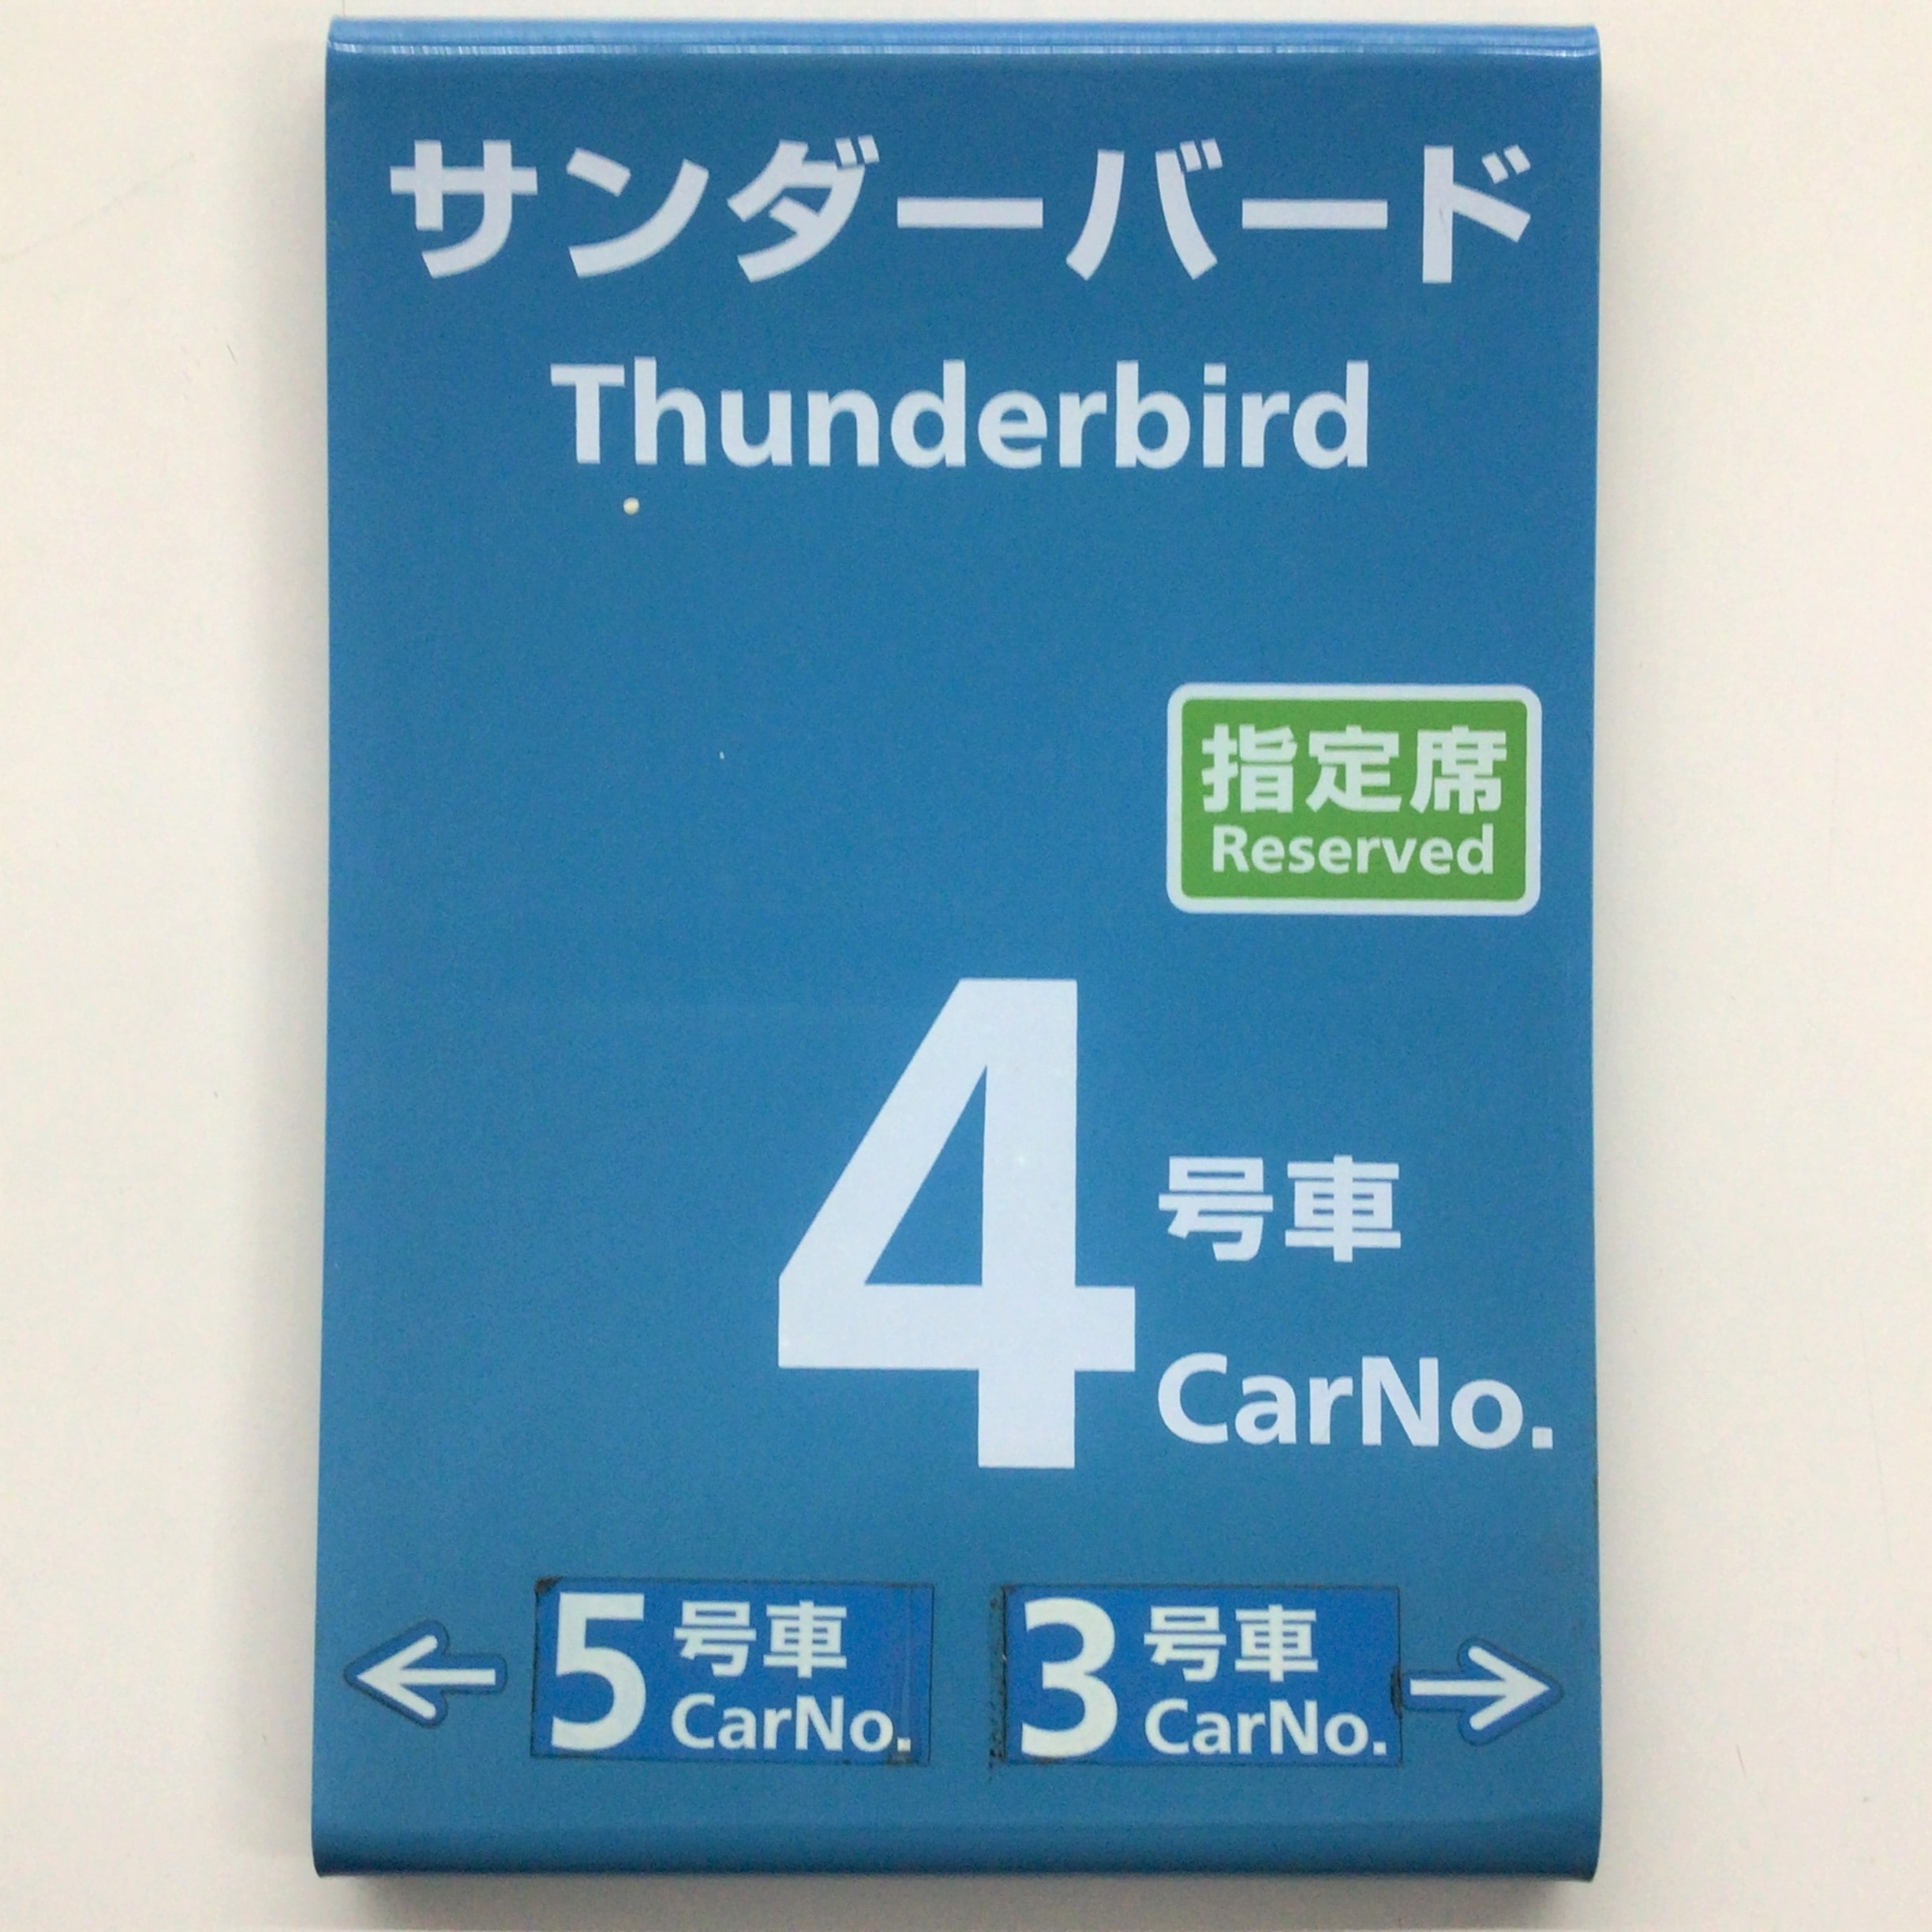 サンダーバード
Thunderbird
指定席
Reserved
4号車
CarNo.
← 5号車 CarNo.
3号車 CarNo. →